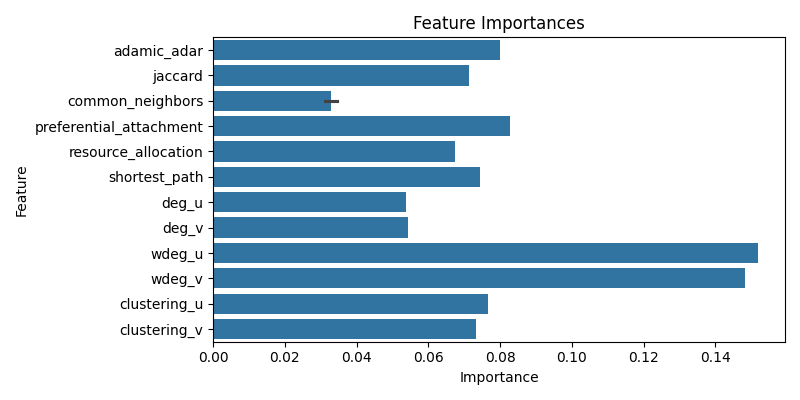 Feature Importances
adamic_adar
jaccard
common_neighbors
preferential_attachment
resource_allocation
shortest_path
deg_u
deg_v
wdeg_u
wdeg_v
clustering_u
clustering_v
Feature
0.00 0.02 0.04 0.06 0.08 0.10 0.12 0.14
Importance